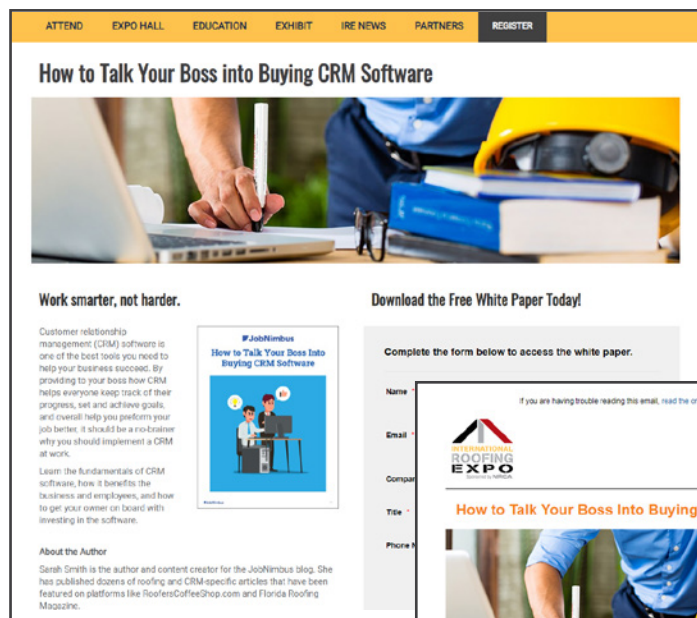 ATTEND EXPO HALL EDUCATION EXHIBIT IRE NEWS PARTNERS REGISTER
How to Talk Your Boss into Buying CRM Software
Work smarter, not harder.
Customer relationship
management (CRM) software is
one of the best tools you need to
help your business succeed. By
providing to your boss how CRM
helps everyone keep track of their
progress, set and achieve goals,
and overall help you preform your
job better, it should be a no-brainer
why you should implement a CRM
at work.
Learn the fundamentals of CRM
software, how it benefits the
business and employees, and how
to get your owner on board with
investing in the software.
JobNimbus
How to Talk Your Boss Into
Buying CRM Software
About the Author
Sarah Smith is the author and content creator for the JobNimbus blog. She
has published dozens of roofing and CRM-specific articles that have been
featured on platforms like RoofersCoffeeShop.com and Florida Roofing
Magazine.
Download the Free White Paper Today!
Complete the form below to access the white paper.
Name *
Email *
Compan
Title *
Phone N
If you are having trouble reading this email, read the on
INTERNATIONAL
ROOFING
EXPO
Sponsored by NRCA
How to Talk Your Boss Into Buying